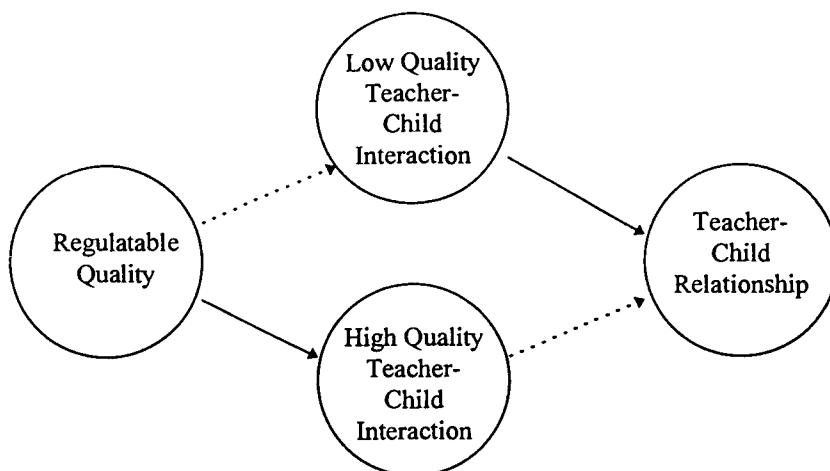 Low Quality
Teacher-
Child
Interaction
Regulatable
Quality
Teacher-
Child
Relationship
High Quality
Teacher-
Child
Interaction